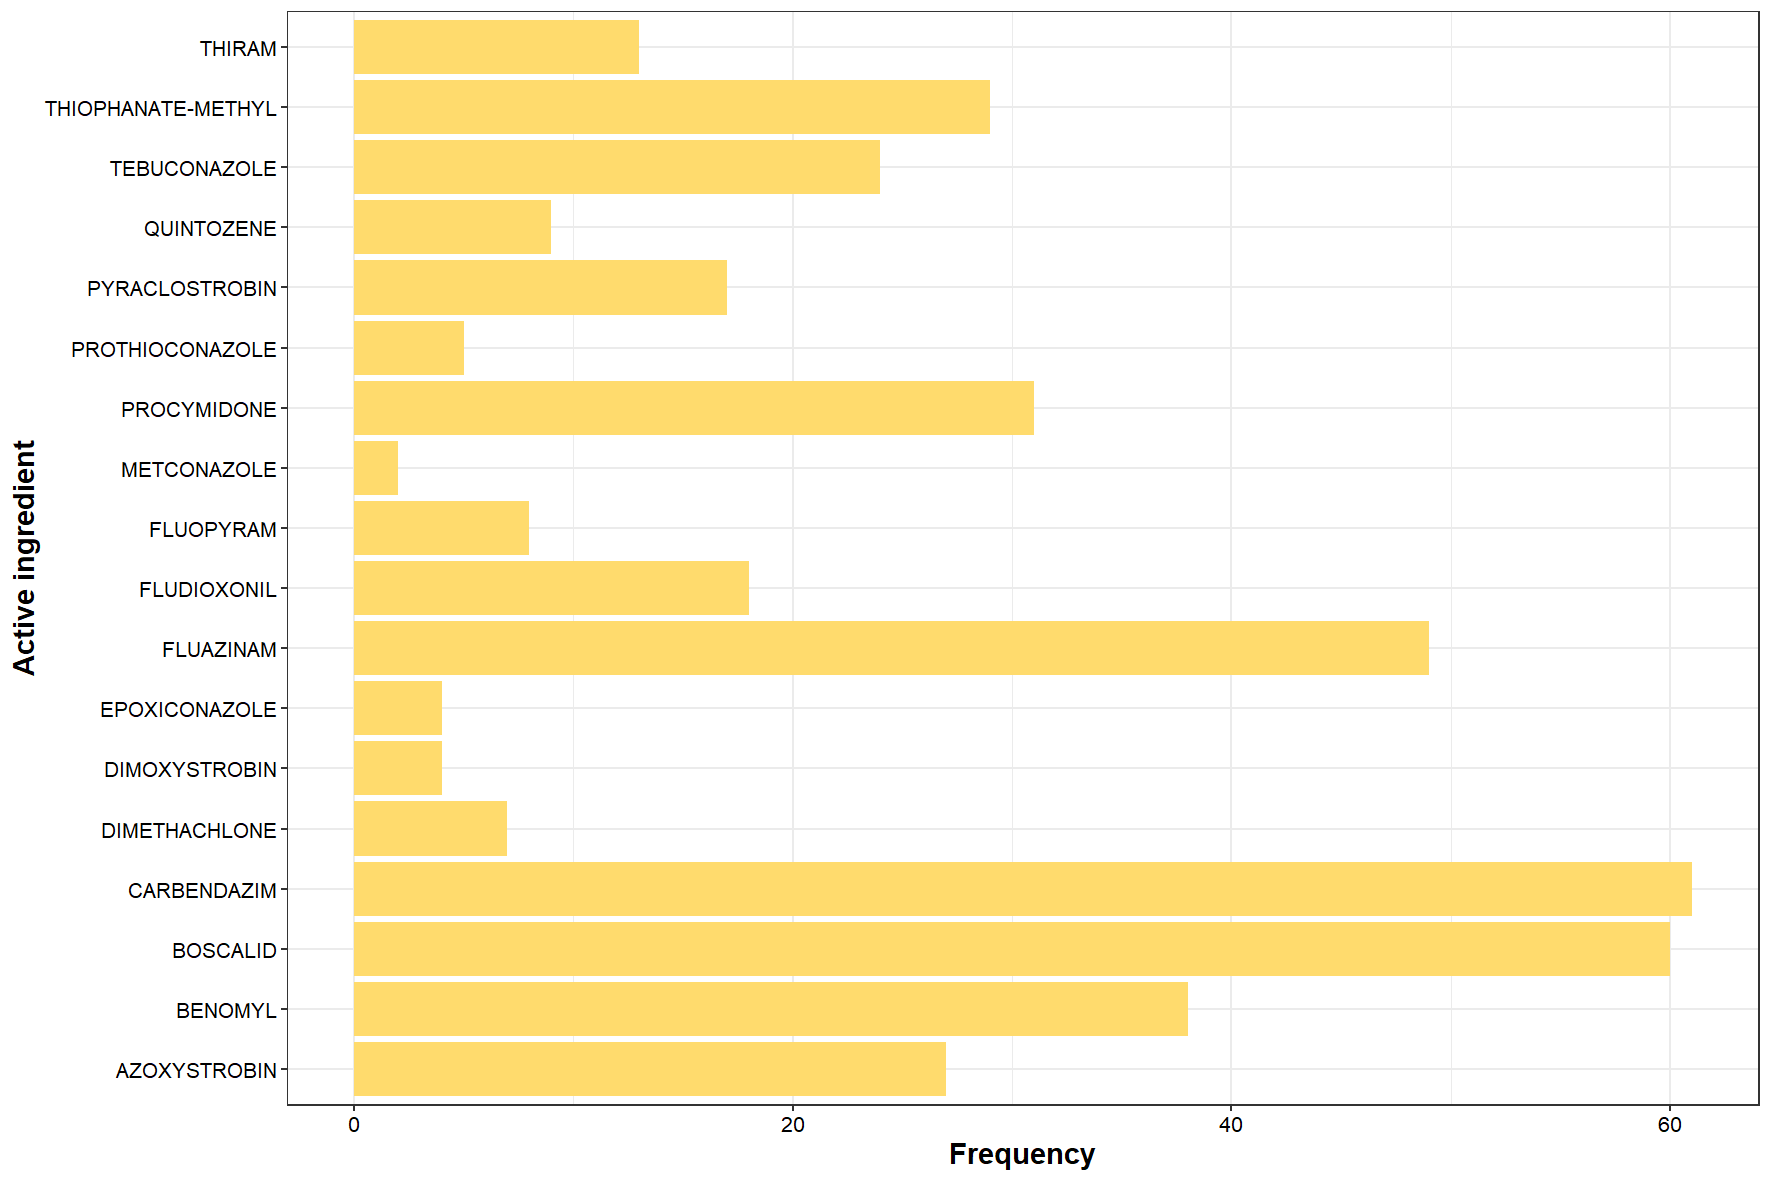 THIRAM
THIOPHANATE-METHYL
TEBUCONAZOLE
QUINTOZENE
PYRACLOSTROBIN
PROTHIOCONAZOLE
PROCYMIDONE
METCONAZOLE
FLUOPYRAM
FLUDIOXONIL
FLUAZINAM
EPOXICONAZOLE
DIMOXYSTROBIN
DIMETHACHLONE
CARBENDAZIM
BOSCALID
BENOMYL
AZOXYSTROBIN
Active ingredient
0 20 40 60
Frequency